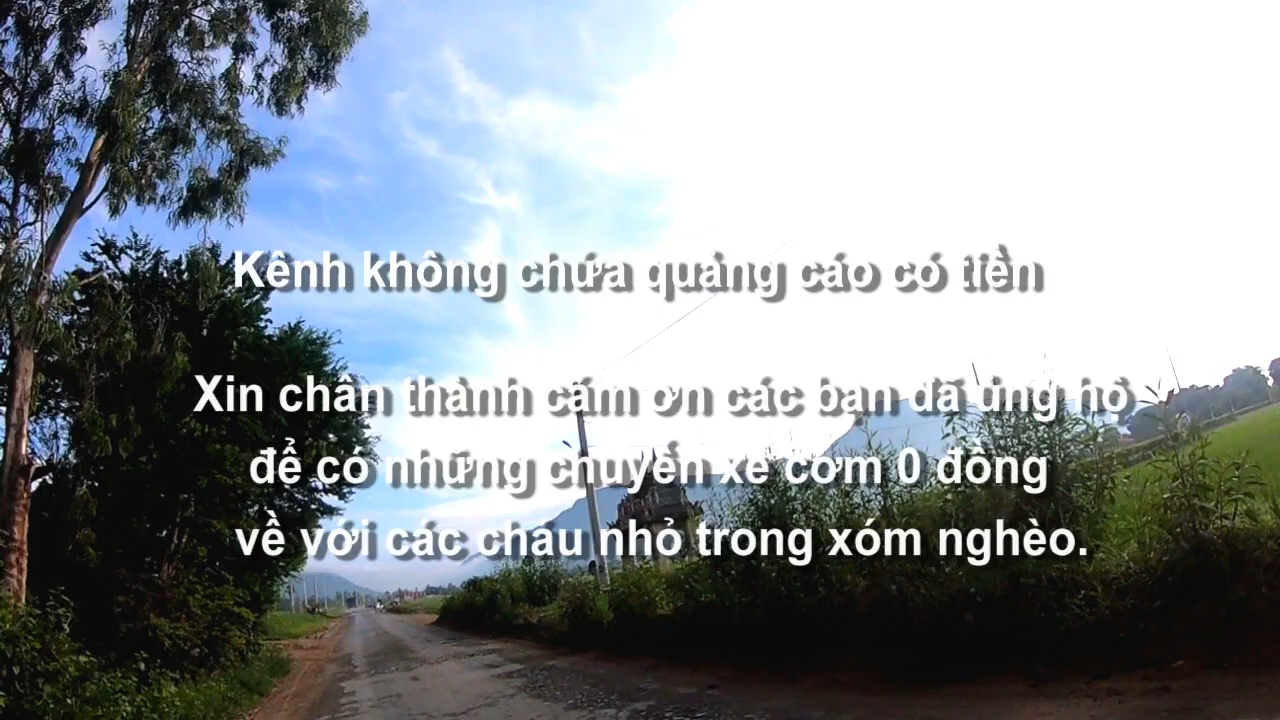 Kênh không chứa quảng cáo có tiền
Xin chân thành cám ơn các bạn đã ủng hộ
để có những chuyến xe cơm 0 đồng
về với các cháu nhỏ trong xóm nghèo.